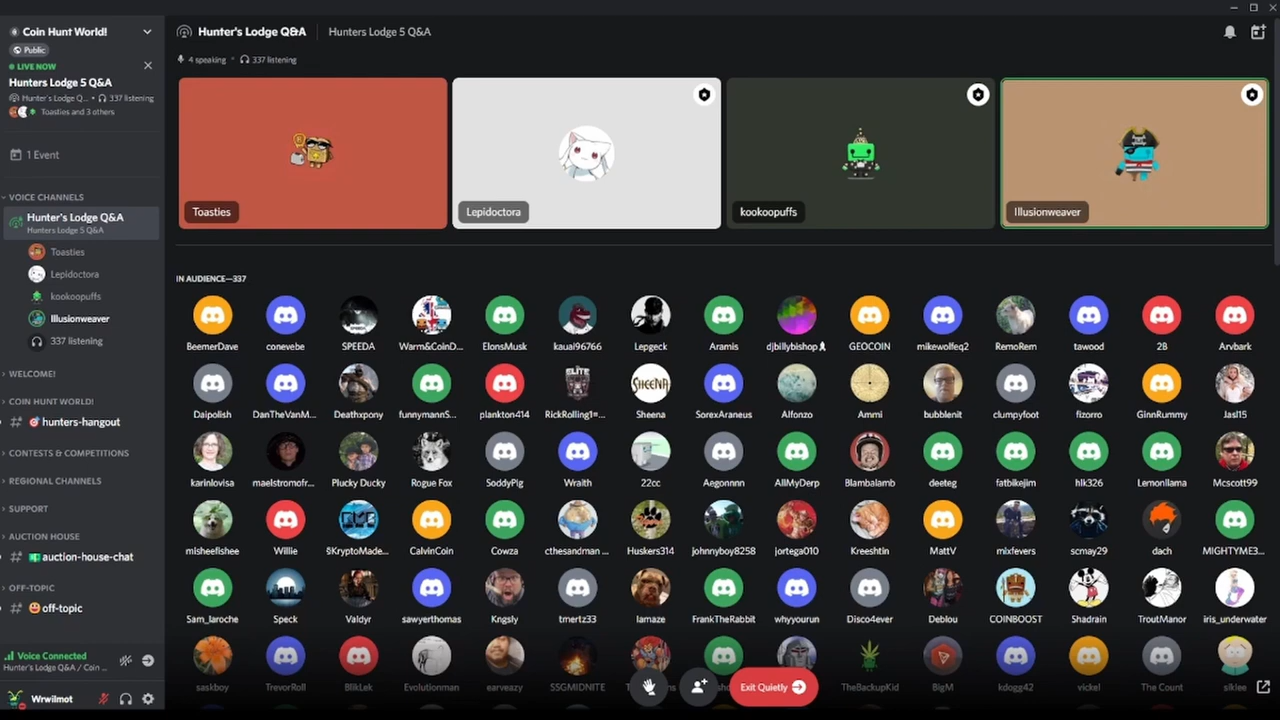 Coin Hunt World!
Public
LIVE NOW
Hunters Lodge 5 Q&A
Hunter's Lodge Q... • 337 listening
Toasties and 3 others
1 Event
VOICE CHANNELS
Hunter's Lodge Q&A
Hunters Lodge 5 Q&A
Toasties
Lepidoctora
kookoopuffs
Illusionweaver
337 listening
WELCOME!
COIN HUNT WORLD!
hunters-hangout
CONTESTS & COMPETITIONS
REGIONAL CHANNELS
SUPPORT
AUCTION HOUSE
auction-house-chat
OFF-TOPIC
off-topic
Voice Connected
Hunter's Lodge Q&A / Coin ...
Wrwilmot
Hunter's Lodge Q&A Hunters Lodge 5 Q&A
4 speaking • 337 listening
Toasties Lepidoctora kookoopuffs Illusionweaver
IN AUDIENCE—337
BeemerDave conevebe SPEEDA Warm&CoinD... ElonsMusk kauai96766 Lepgeck Aramis djbillybishop GEOCOIN mikewolfeq2 RemoRem tawood 2B Arvbark
Daipolish DanTheVanM... Deathxpony funnymannS... plankton414 RickRolling1=... Sheena SorexAraneus Alfonzo Ammi bubblenit clumpyfoot fizorro GinnRummy Jasl15
karinlovisa maelstromofr... Plucky Ducky Rogue Fox SoddyPig Wraith 22cc Aegonnnn AllMyDerp Blambalamb deeteg fatbikejim hlk326 Lemonllama Mcscott99
misheefishee Willie §KryptoMade... CalvinCoin Cowza cthesandman ... Huskers314 johnnyboy8258 jortega010 Kreeshtin MattV mixlevers scmay29 dach MIGHTYME3...
Sam_laroche Speck Valdyr sawyerthomas Kngsly tmertz33 lamaze FrankTheRabbit whyyourun Disco4ever Deblou COINBOOST Shadrain TroutManor iris_underwater
saskboy TrevorRoll BlikLek Evolutionman earveazy SSGMIDNITE TheBackupKid BigM kdogg42 vickel The Count siklee
Exit Quietly